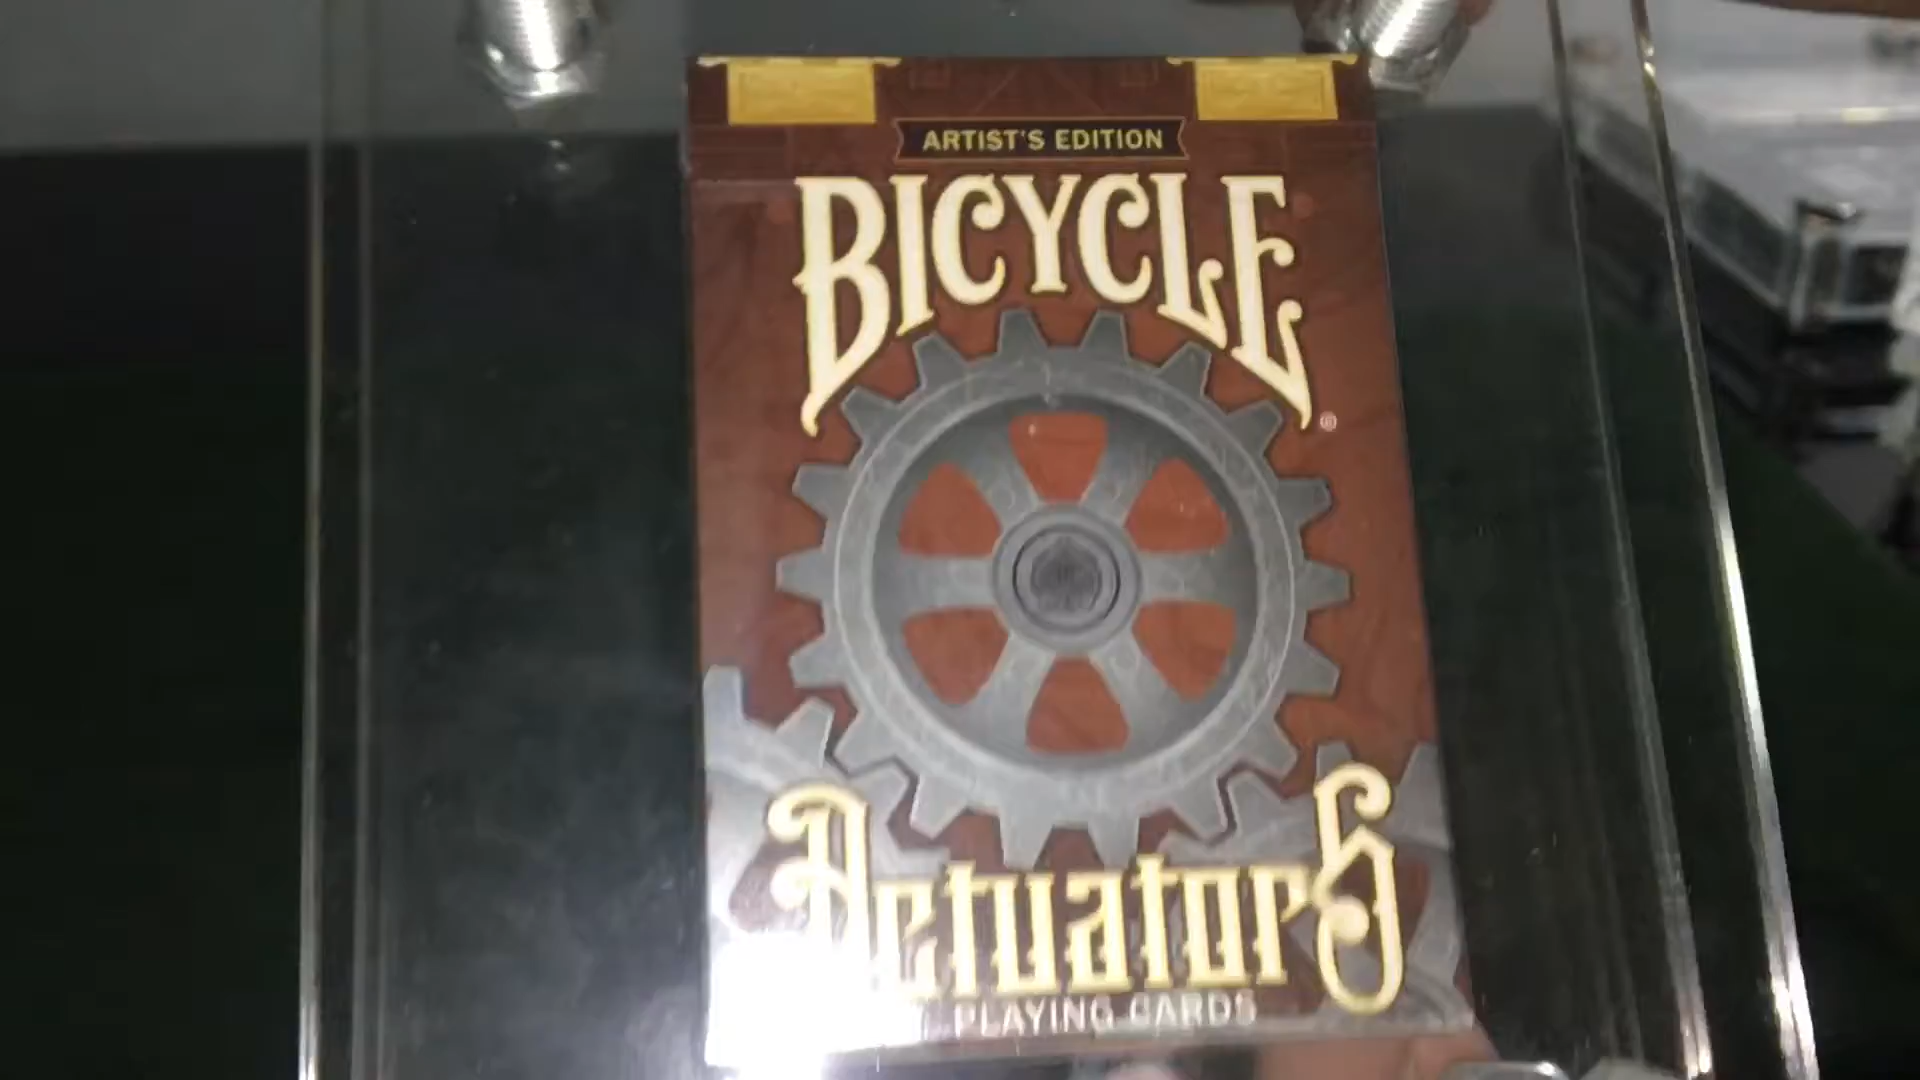 ARTIST'S EDITION
BICYCLE
®
Actuators
PLAYING CARDS